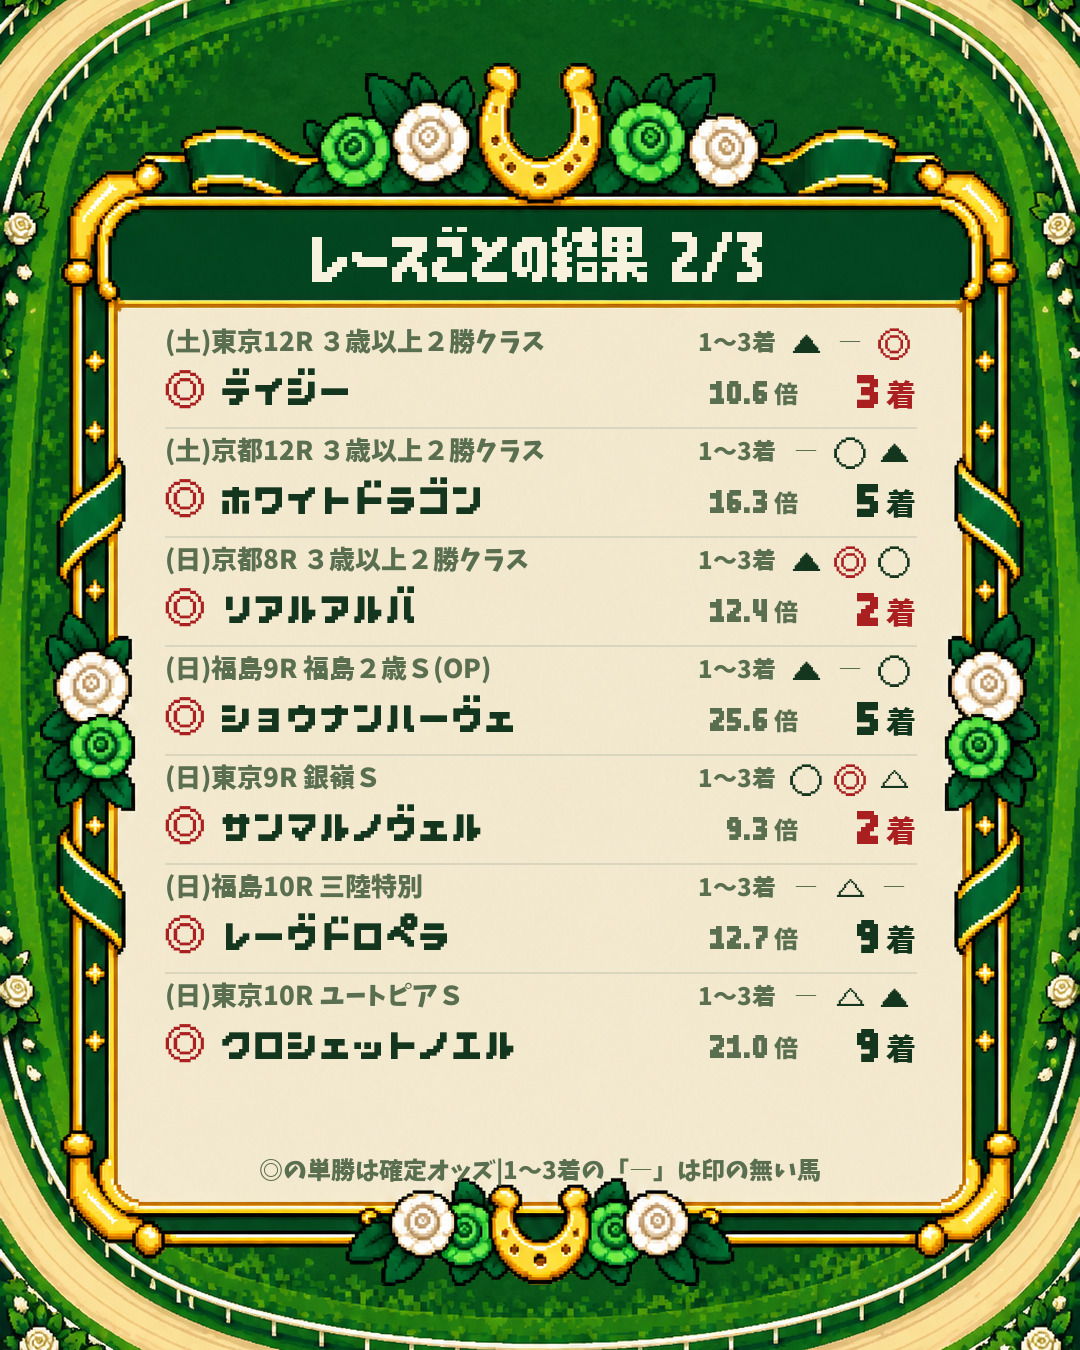 レースごとの結果 2/3
(土)東京12R ３歳以上２勝クラス 1〜3着 ▲ — ◎
◎ デイジー 10.6 倍 3 着
(土)京都12R ３歳以上２勝クラス 1〜3着 — ○ ▲
◎ ホワイトドラゴン 16.3 倍 5 着
(日)京都8R ３歳以上２勝クラス 1〜3着 ▲ ◎ ○
◎ リアルアルバ 12.4 倍 2 着
(日)福島9R 福島２歳Ｓ(OP) 1〜3着 ▲ — ○
◎ ショウナンハーヴェ 25.6 倍 5 着
(日)東京9R 銀嶺Ｓ 1〜3着 ○ ◎ △
◎ サンマルノヴェル 9.3 倍 2 着
(日)福島10R 三陸特別 1〜3着 — △ —
◎ レーヴドロペラ 12.7 倍 9 着
(日)東京10R ユートピアＳ 1〜3着 — △ ▲
◎ クロシェットノエル 21.0 倍 9 着
◎の単勝は確定オッズ|1〜3着の「—」は印の無い馬